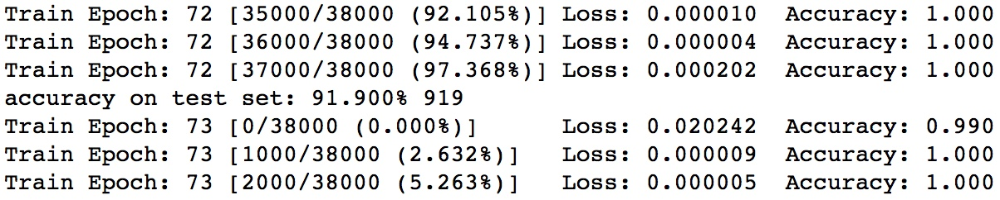 Train Epoch: 72 [35000/38000 (92.105%)] Loss: 0.000010  Accuracy: 1.000
Train Epoch: 72 [36000/38000 (94.737%)] Loss: 0.000004  Accuracy: 1.000
Train Epoch: 72 [37000/38000 (97.368%)] Loss: 0.000202  Accuracy: 1.000
accuracy on test set: 91.900% 919
Train Epoch: 73 [0/38000 (0.000%)]      Loss: 0.020242  Accuracy: 0.990
Train Epoch: 73 [1000/38000 (2.632%)]   Loss: 0.000009  Accuracy: 1.000
Train Epoch: 73 [2000/38000 (5.263%)]   Loss: 0.000005  Accuracy: 1.000